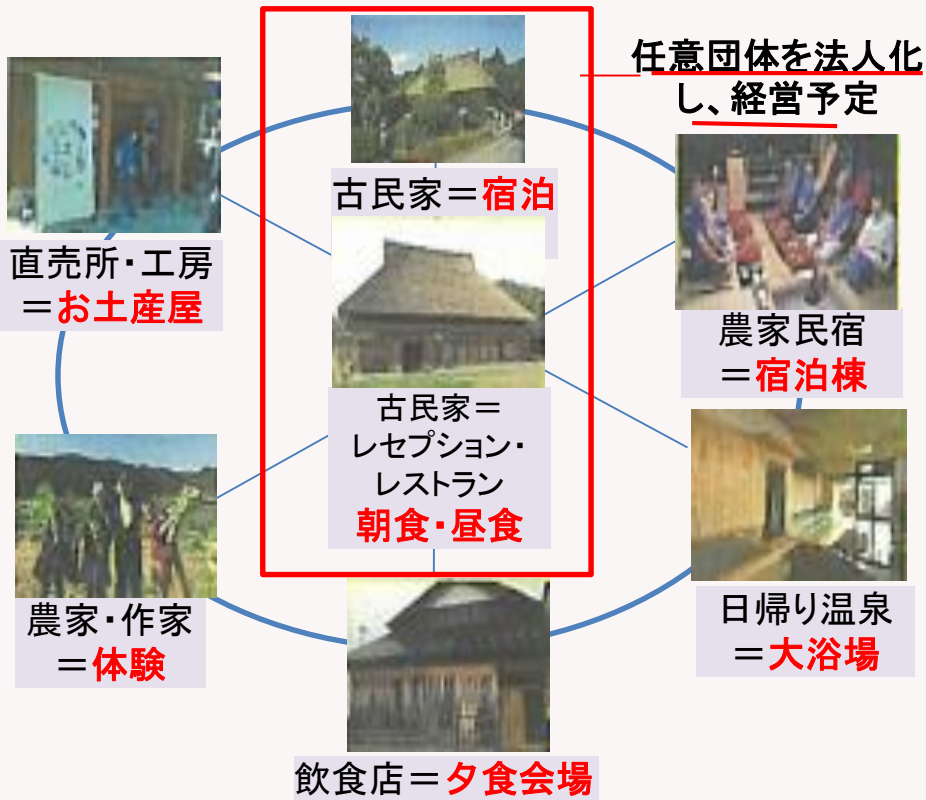 任意団体を法人化
し、経営予定
古民家＝宿泊
直売所・工房
＝お土産屋
農家民宿
＝宿泊棟
古民家＝
レセプション・
レストラン
朝食・昼食
農家・作家
＝体験
日帰り温泉
＝大浴場
飲食店＝夕食会場